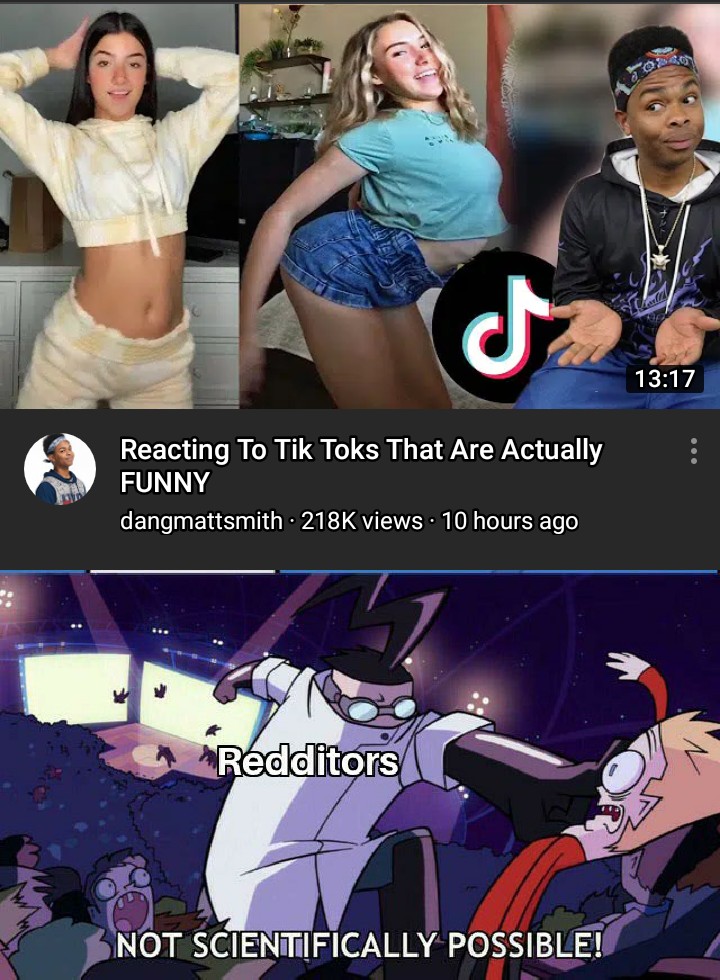 13:17
Reacting To Tik Toks That Are Actually
FUNNY
dangmattsmith · 218K views · 10 hours ago
Redditors
NOT SCIENTIFICALLY POSSIBLE!